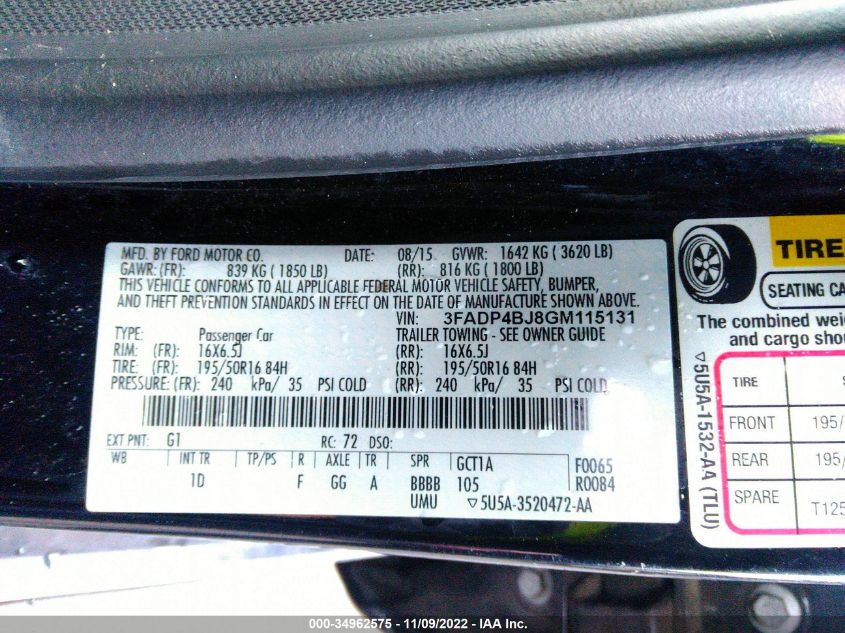 MFD. BY FORD MOTOR CO. DATE: 08/15 GVWR: 1642 KG ( 3620 LB)
GAWR: (FR): 839 KG ( 1850 LB) (RR): 816 KG ( 1800 LB)
THIS VEHICLE CONFORMS TO ALL APPLICABLE FEDERAL MOTOR VEHICLE SAFETY, BUMPER,
AND THEFT PREVENTION STANDARDS IN EFFECT ON THE DATE OF MANUFACTURE SHOWN ABOVE.
VIN: 3FADP4BJ8GM115131
TYPE: Passenger Car TRAILER TOWING - SEE OWNER GUIDE
RIM: (FR): 16X6.5J (RR): 16X6.5J
TIRE: (FR): 195/50R16 84H (RR): 195/50R16 84H
PRESSURE: (FR): 240 kPa/ 35 PSI COLD (RR): 240 kPa/ 35 PSI COLD
EXT PNT: G1 RC: 72 DSO:
WB INT TR TP/PS R AXLE TR SPR GCT1A F0065
1D F GG A BBBB 105 R0084
UMU ▽5U5A-3520472-AA
TIRE
SEATING CA
The combined wei
and cargo sho
TIRE S
FRONT 195/
REAR 195/
SPARE T125
▽5U5A-1532-AA (TLU)
000-34962575 - 11/09/2022 - IAA Inc.